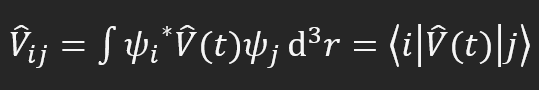 V̂ᵢⱼ = ∫ ψᵢ* V̂(t)ψⱼ d³r = ⟨i|V̂(t)|j⟩